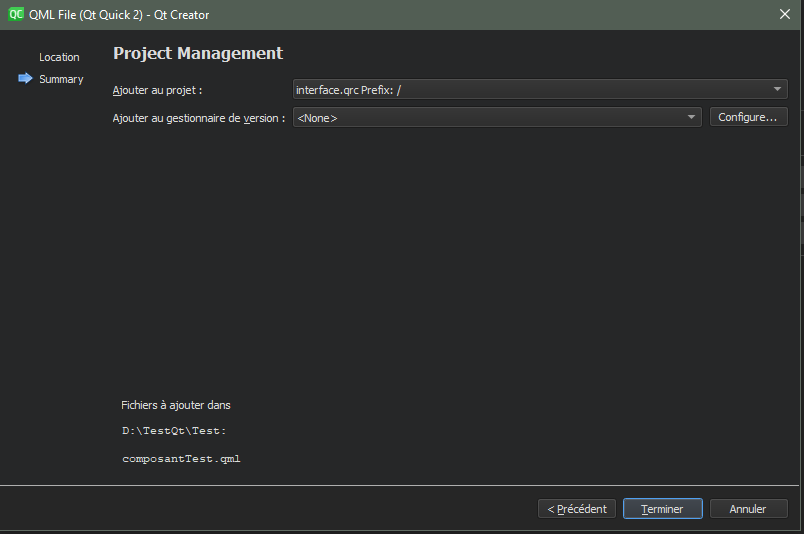 QC QML File (Qt Quick 2) - Qt Creator
Location
Summary
Project Management
Ajouter au projet :
interface.qrc Prefix: /
Ajouter au gestionnaire de version :
<None>
Configure...
Fichiers à ajouter dans
D:\TestQt\Test:
composantTest.qml
< Précédent
Terminer
Annuler